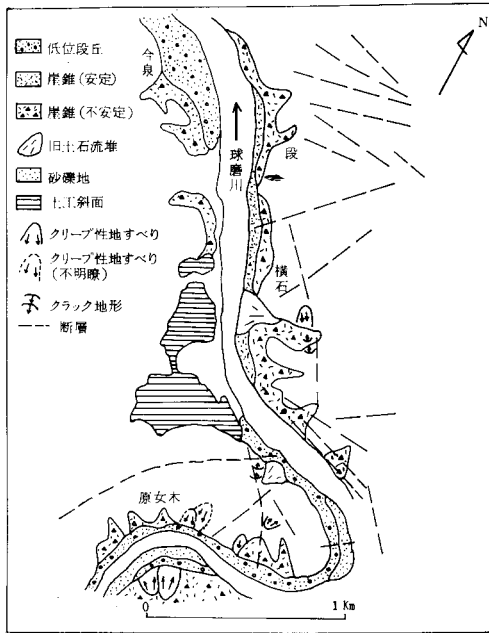 低位段丘
崖錐(安定)
崖錐(不安定)
旧土石流堆
砂礫地
土工斜面
クリープ性地すべり
クリープ性地すべり
(不明瞭)
クラック地形
断層
今泉
段
球磨川
横石
原女木
N
0
1 Km